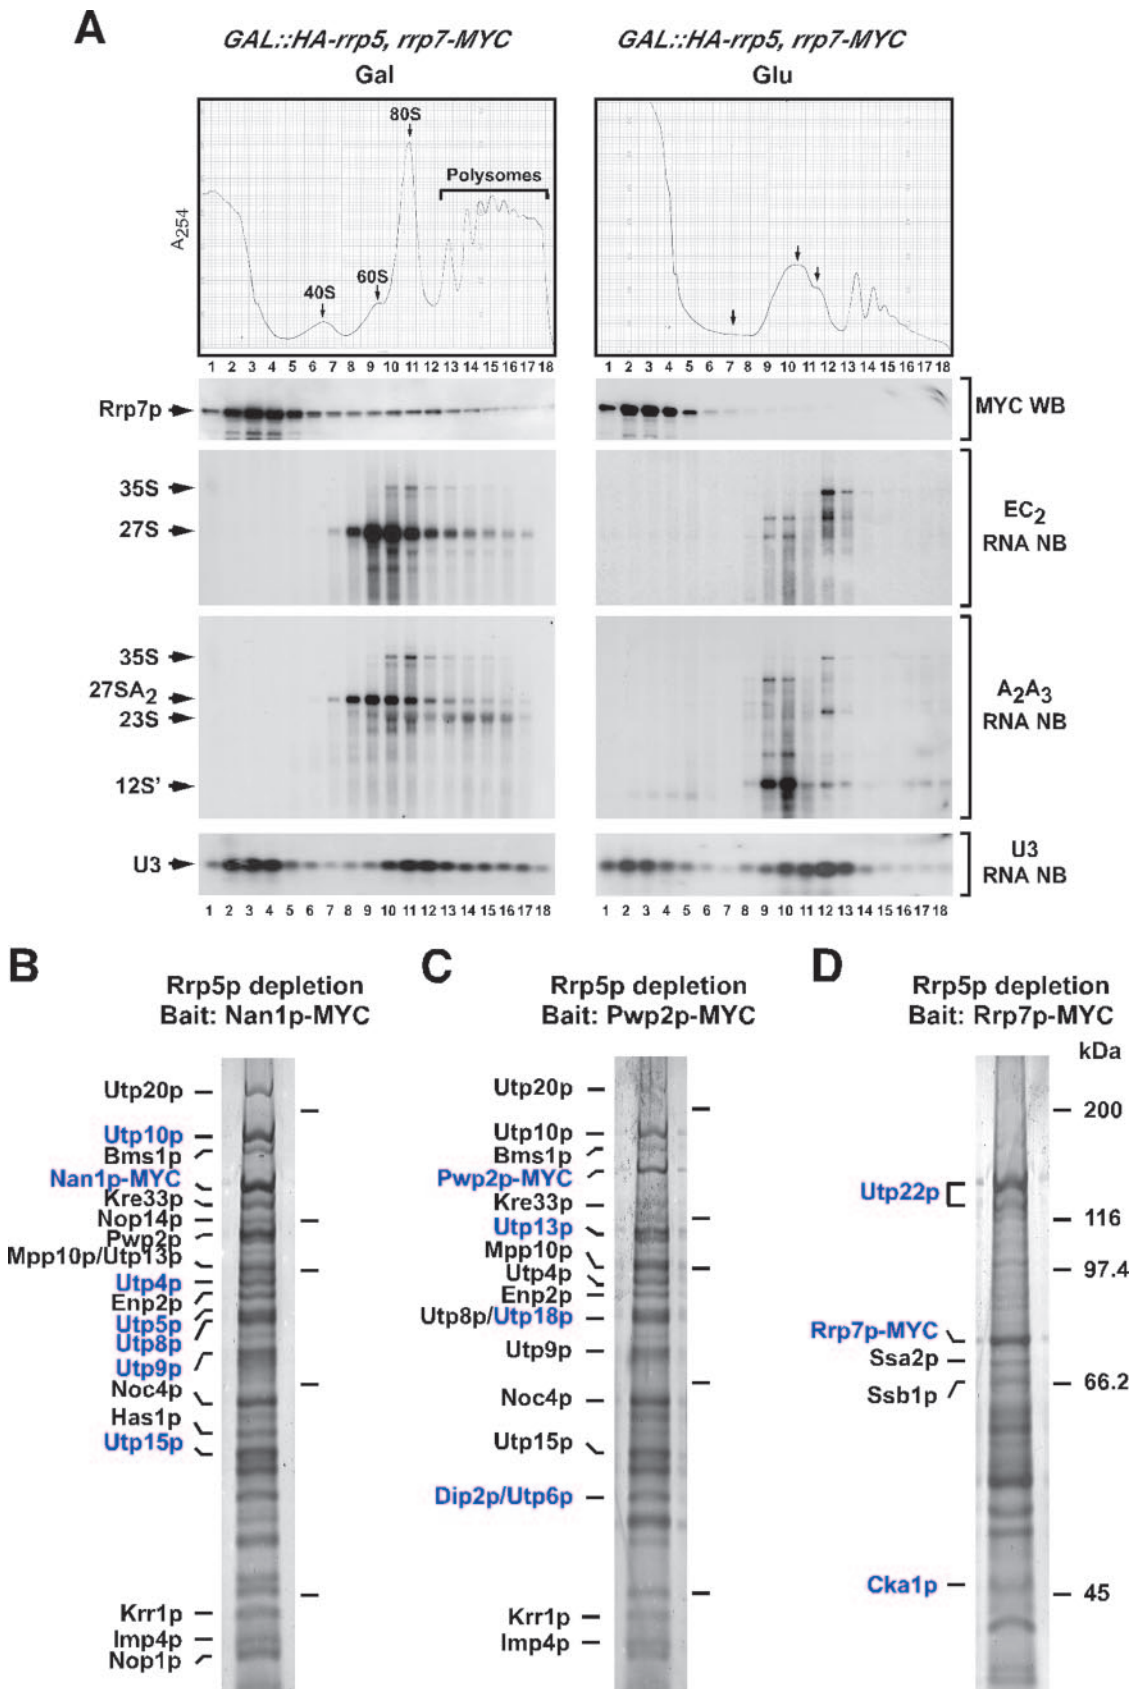 A
GAL::HA-rrp5, rrp7-MYC
Gal
GAL::HA-rrp5, rrp7-MYC
Glu
A254
80S
Polysomes
60S
40S
1 2 3 4 5 6 7 8 9 10 11 12 13 14 15 16 17 18
1 2 3 4 5 6 7 8 9 10 11 12 13 14 15 16 17 18
Rrp7p
MYC WB
35S
27S
EC2
RNA NB
35S
27SA2
23S
12S'
A2A3
RNA NB
U3
U3
RNA NB
1 2 3 4 5 6 7 8 9 10 11 12 13 14 15 16 17 18
1 2 3 4 5 6 7 8 9 10 11 12 13 14 15 16 17 18
B
Rrp5p depletion
Bait: Nan1p-MYC
Utp20p
Utp10p
Bms1p
Nan1p-MYC
Kre33p
Nop14p
Pwp2p
Mpp10p/Utp13p
Utp4p
Enp2p
Utp5p
Utp8p
Utp9p
Noc4p
Has1p
Utp15p
Krr1p
Imp4p
Nop1p
C
Rrp5p depletion
Bait: Pwp2p-MYC
Utp20p
Utp10p
Bms1p
Pwp2p-MYC
Kre33p
Utp13p
Mpp10p
Utp4p
Enp2p
Utp8p/Utp18p
Utp9p
Noc4p
Utp15p
Dip2p/Utp6p
Krr1p
Imp4p
D
Rrp5p depletion
Bait: Rrp7p-MYC
kDa
200
Utp22p
116
97.4
Rrp7p-MYC
Ssa2p
66.2
Ssb1p
Cka1p
45